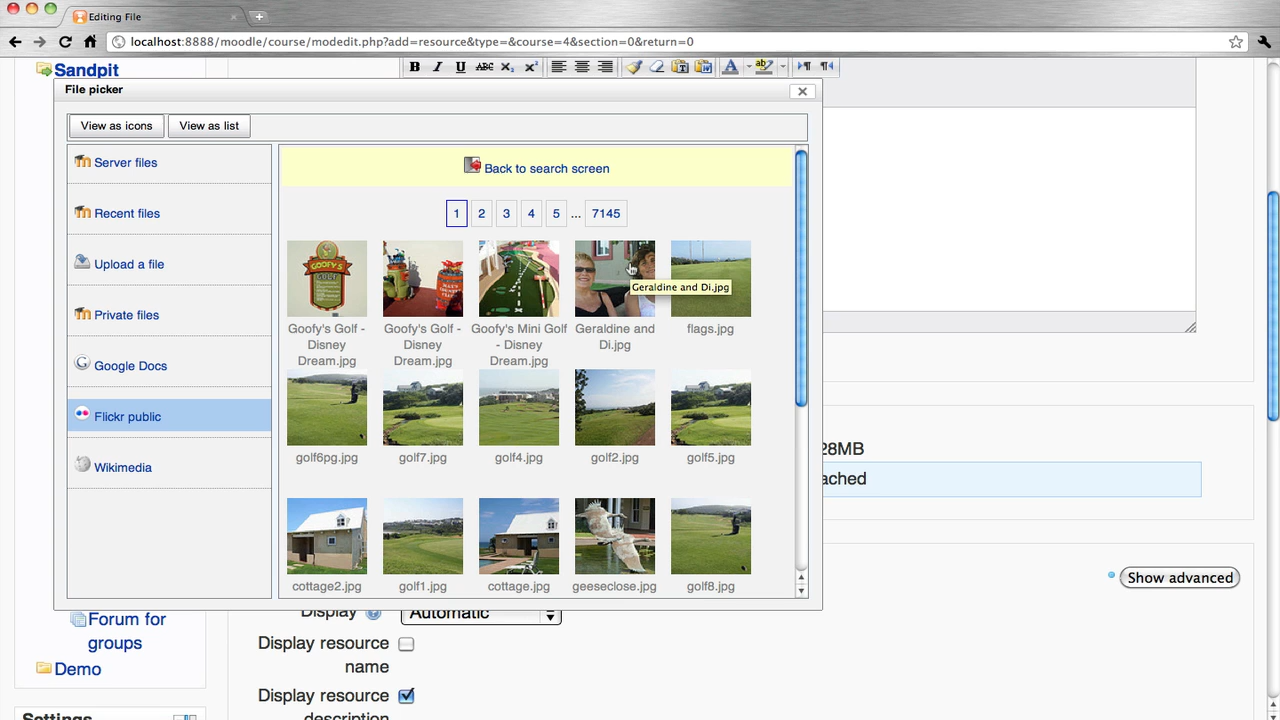 Editing File
localhost:8888/moodle/course/modedit.php?add=resource&type=&course=4&section=0&return=0
Sandpit
B I U ABC X₂ X²
File picker
View as icons
View as list
Server files
Recent files
Upload a file
Private files
Google Docs
Flickr public
Wikimedia
Back to search screen
1 2 3 4 5 ... 7145
Geraldine and Di.jpg
Goofy's Golf -
Disney
Dream.jpg
Goofy's Golf -
Disney
Dream.jpg
Goofy's Mini Golf
- Disney
Dream.jpg
Geraldine and
Di.jpg
flags.jpg
golf6pg.jpg
golf7.jpg
golf4.jpg
golf2.jpg
golf5.jpg
cottage2.jpg
golf1.jpg
cottage.jpg
geeseclose.jpg
golf8.jpg
28MB
ached
Show advanced
Forum for
groups
Demo
Settings
Display
Automatic
Display resource
name
Display resource
description